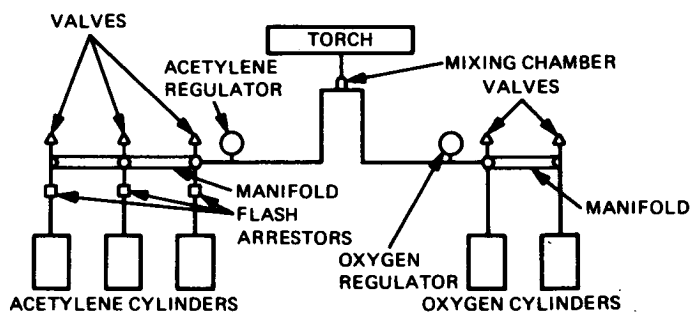 VALVES
TORCH
ACETYLENE
REGULATOR
MIXING CHAMBER
VALVES
MANIFOLD
FLASH
ARRESTORS
MANIFOLD
OXYGEN
REGULATOR
ACETYLENE CYLINDERS
OXYGEN CYLINDERS